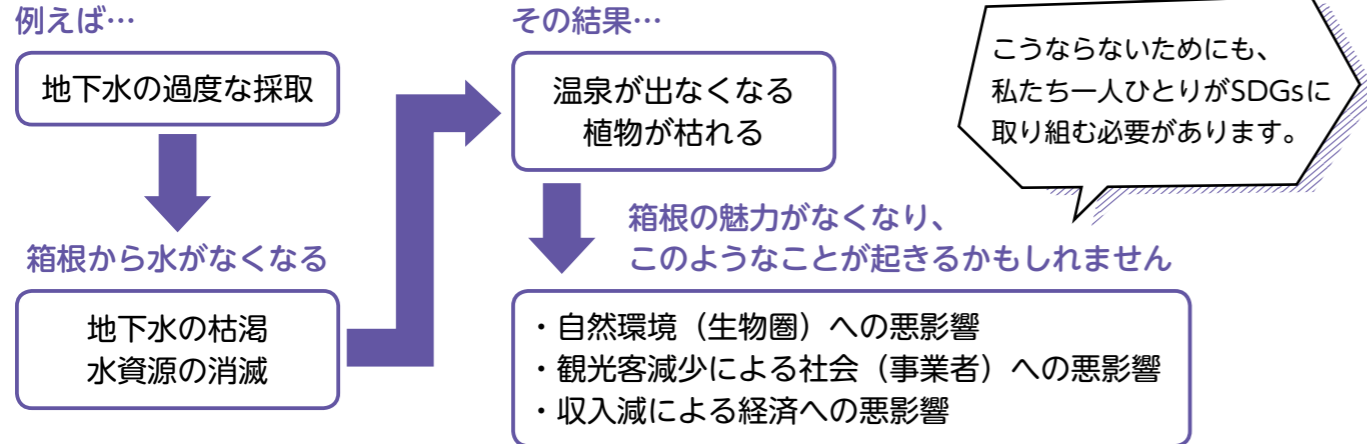 例えば…
地下水の過度な採取
箱根から水がなくなる
地下水の枯渇
水資源の消滅
その結果…
温泉が出なくなる
植物が枯れる
箱根の魅力がなくなり、
このようなことが起きるかもしれません
・自然環境（生物圏）への悪影響
・観光客減少による社会（事業者）への悪影響
・収入減による経済への悪影響
こうならないためにも、
私たち一人ひとりがSDGsに
取り組む必要があります。